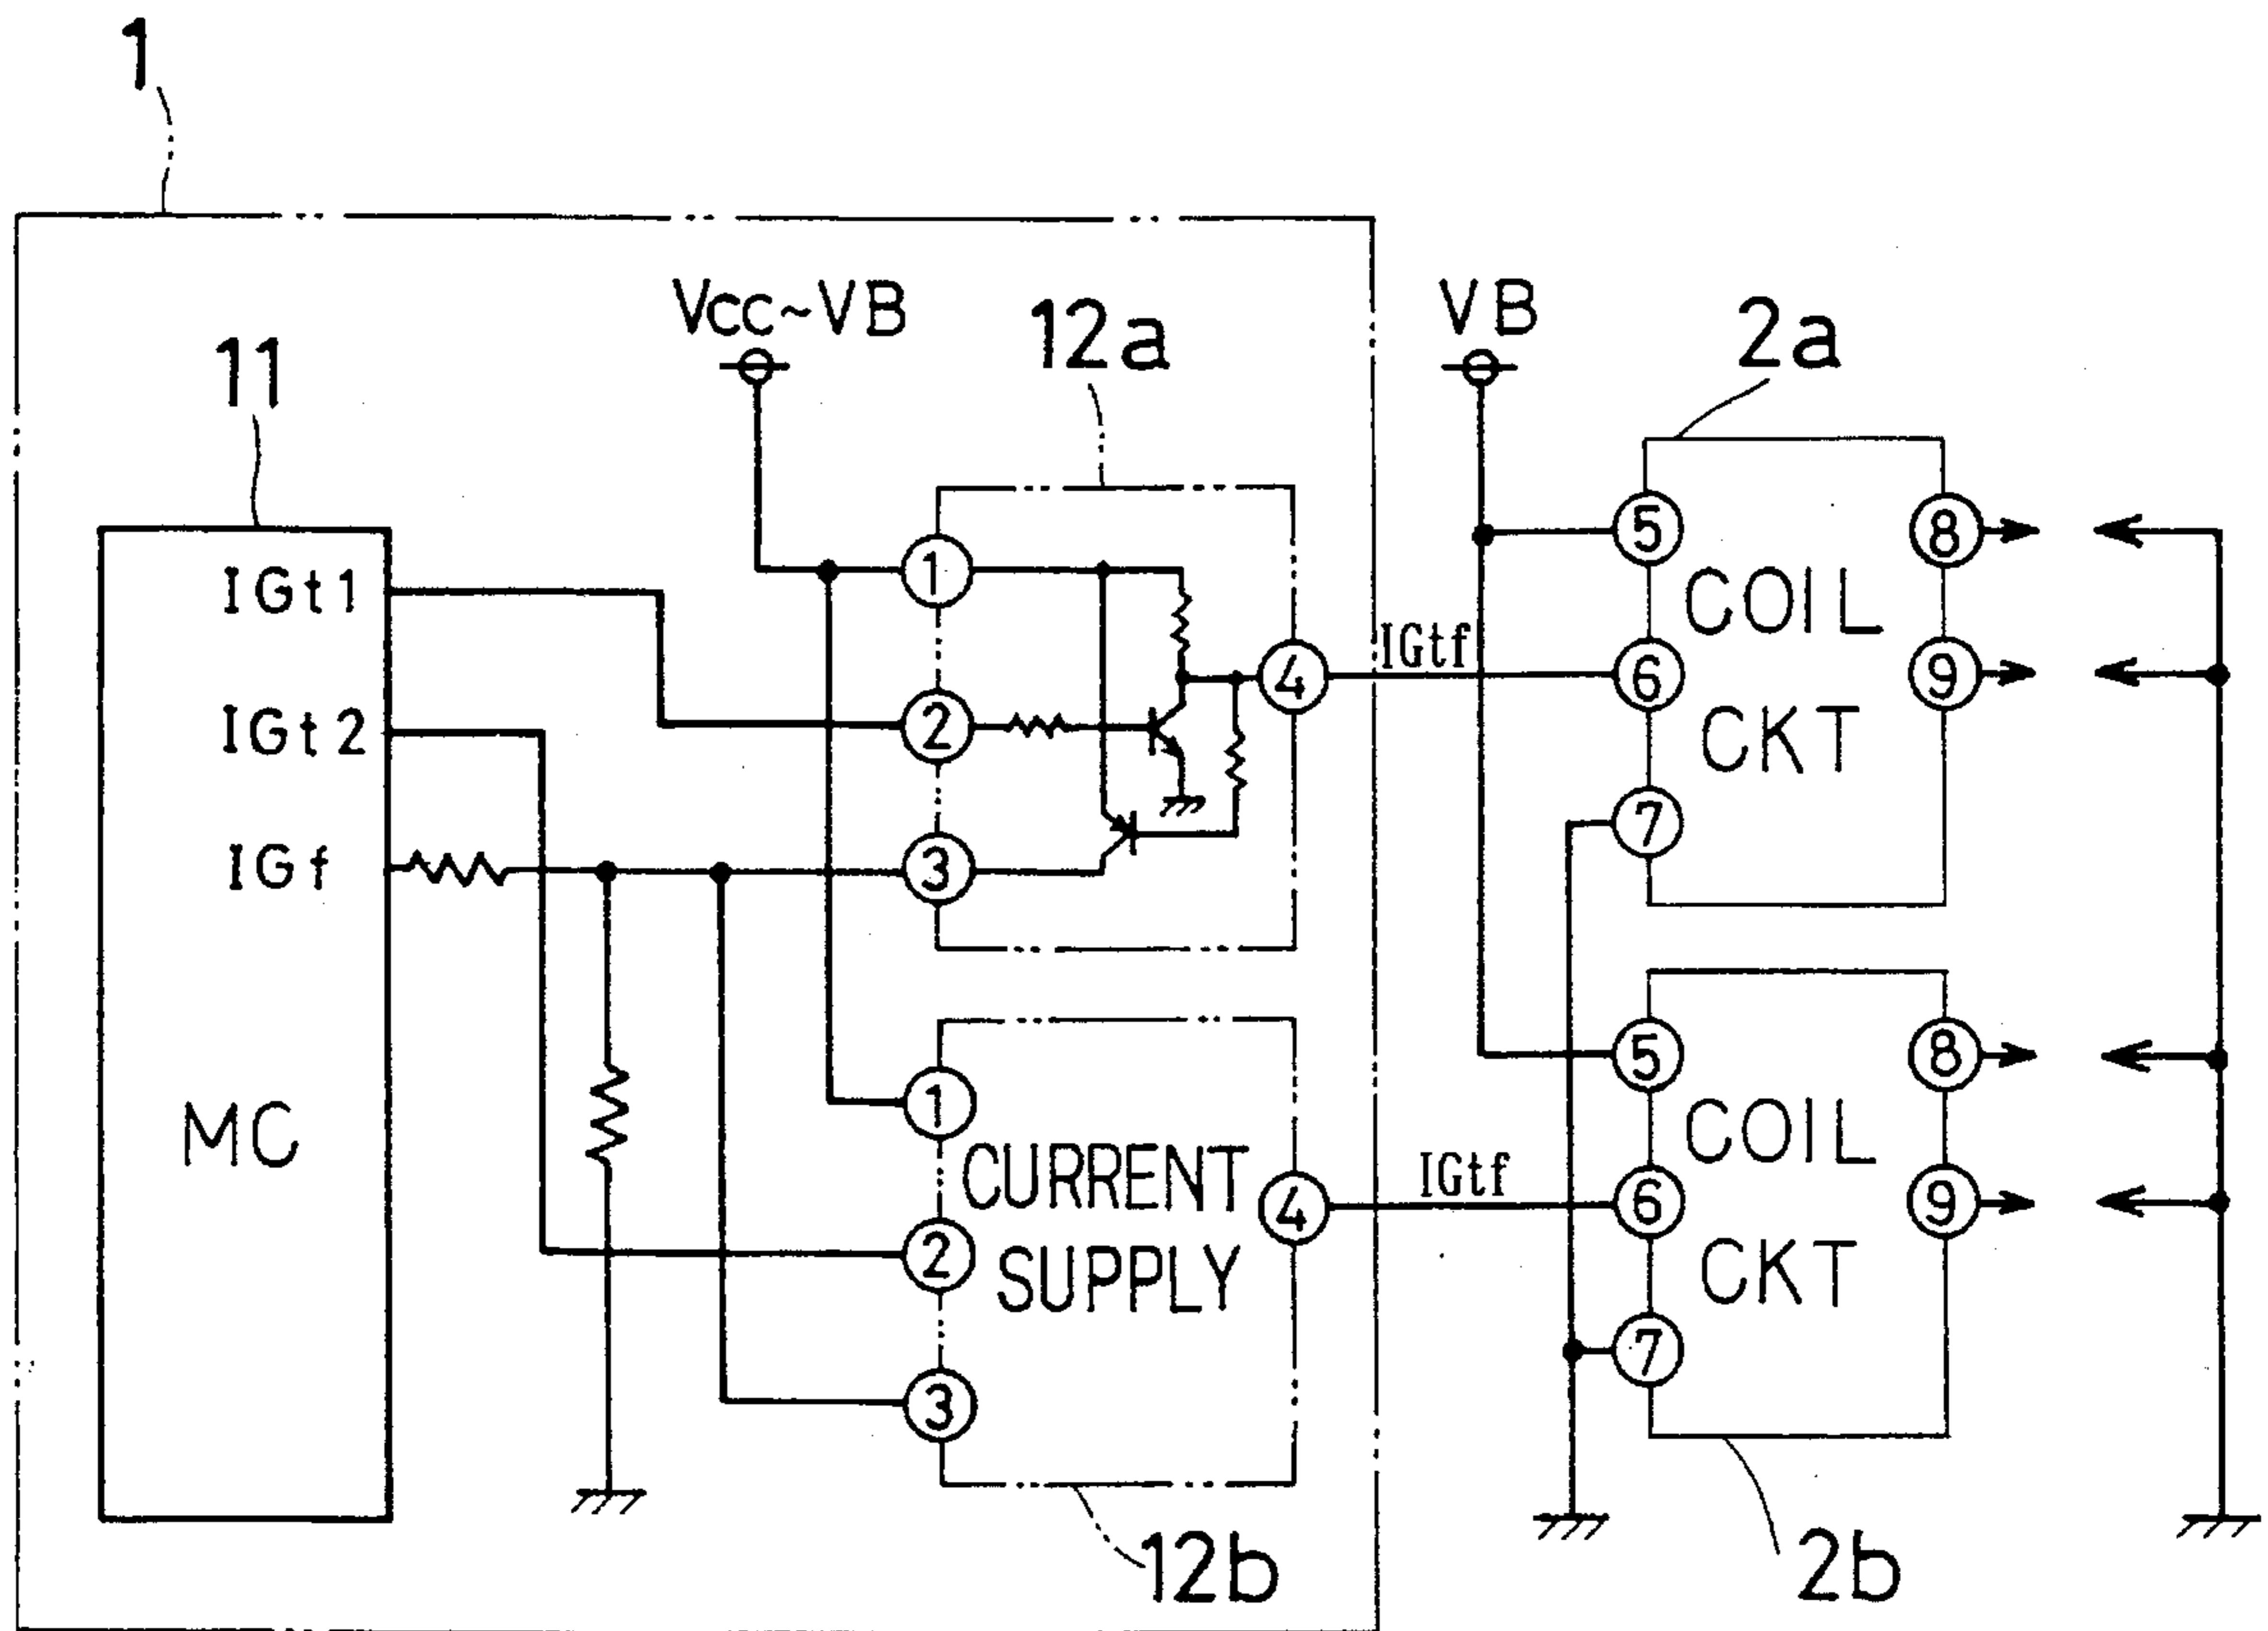 1
Vcc~VB
VB
12a
2a
11
IGt1
IGt2
IGf
MC
1
2
3
4
IGtf
5
6
7
8
9
COIL
CKT
1
2
3
4
CURRENT
SUPPLY
IGtf
5
6
7
8
9
COIL
CKT
12b
2b